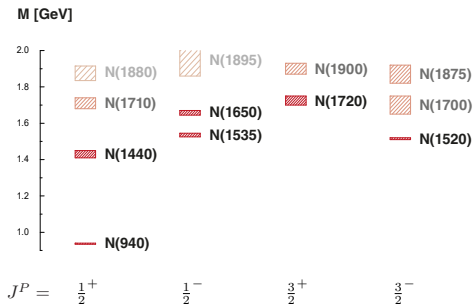 M [GeV]
2.0
1.8
1.6
1.4
1.2
1.0
N(1880)
N(1710)
N(1440)
N(940)
N(1895)
N(1650)
N(1535)
N(1900)
N(1720)
N(1875)
N(1700)
N(1520)
J^P = 1/2^+ 1/2^- 3/2^+ 3/2^-